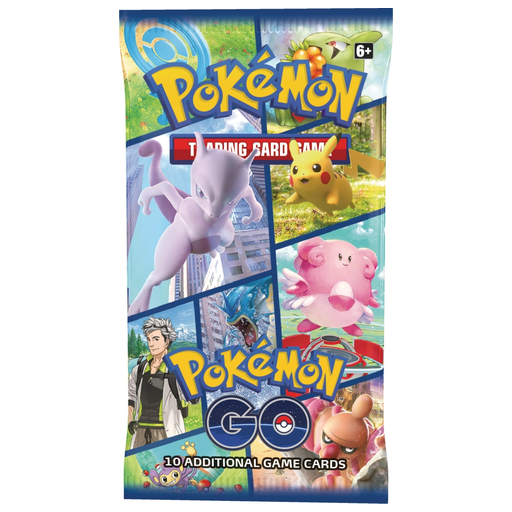 6+
POKéMON
TRADING CARD GAME
POKéMON
GO
10 ADDITIONAL GAME CARDS